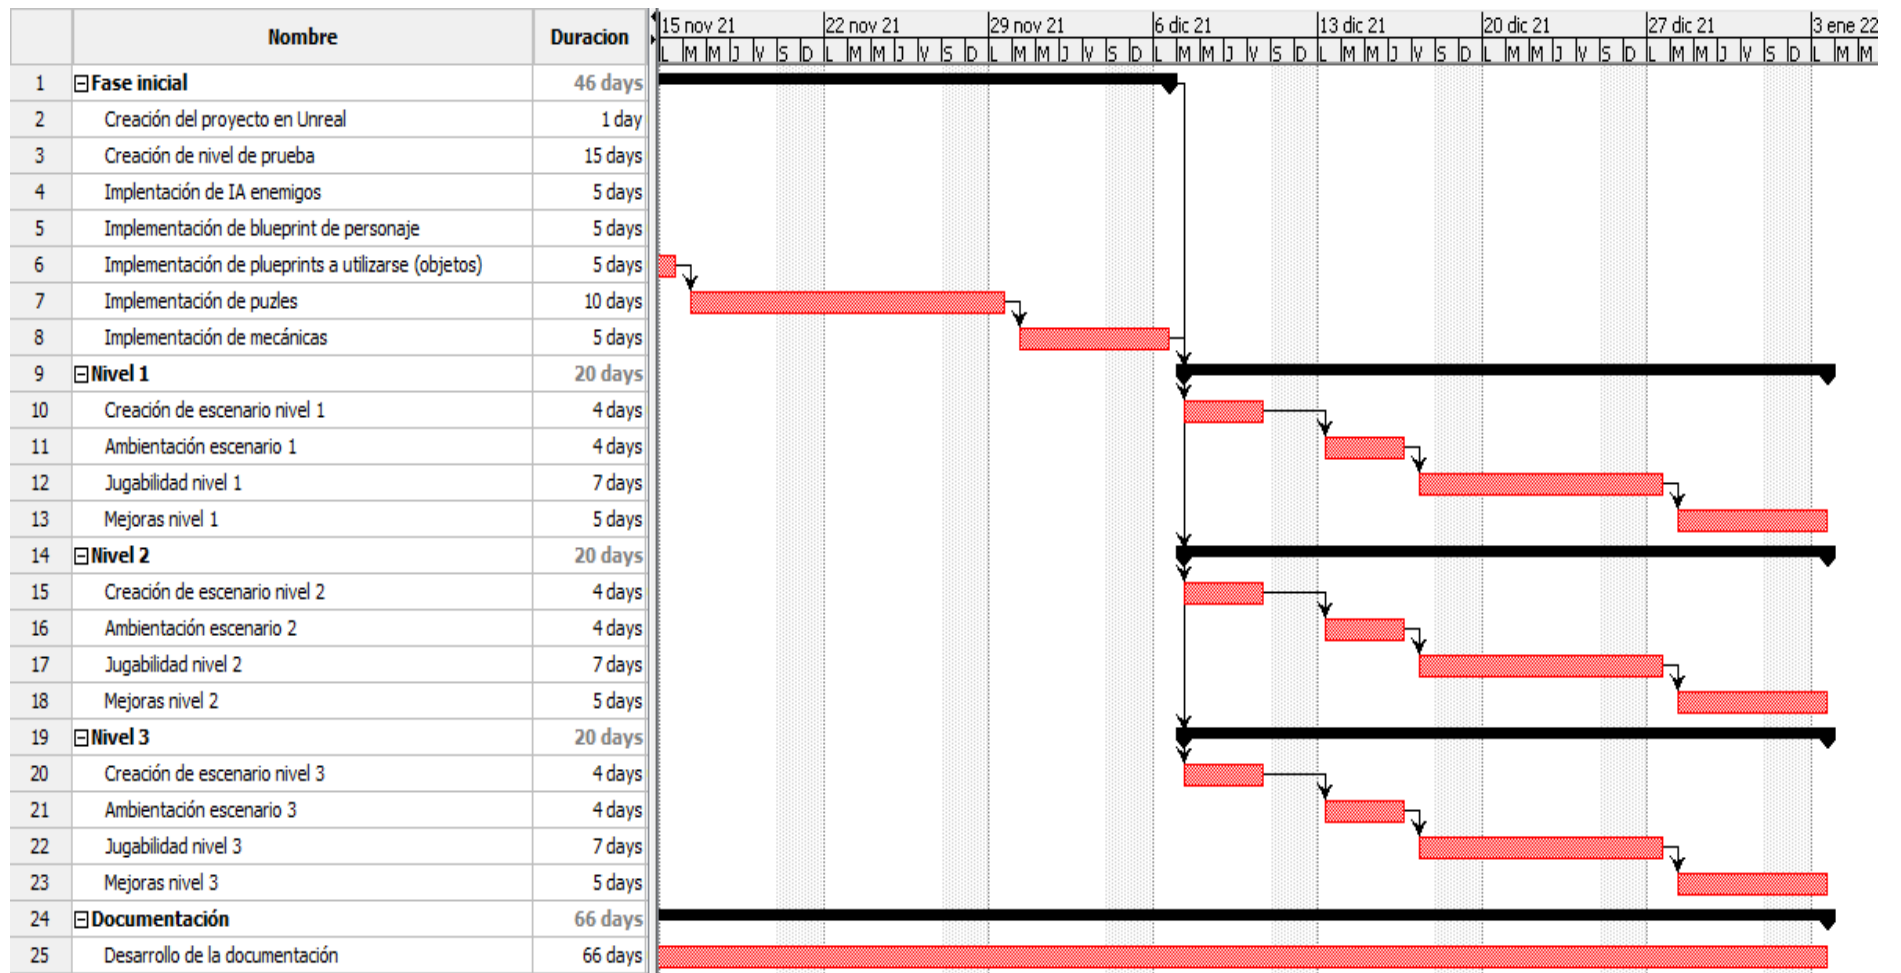 Nombre Duracion 15 nov 21 22 nov 21 29 nov 21 6 dic 21 13 dic 21 20 dic 21 27 dic 21 3 ene 22
L M M J V S D L M M J V S D L M M J V S D L M M J V S D L M M J V S D L M M J V S D L M M J V S D L M M
1 Fase inicial 46 days
2 Creación del proyecto en Unreal 1 day
3 Creación de nivel de prueba 15 days
4 Implentación de IA enemigos 5 days
5 Implementación de blueprint de personaje 5 days
6 Implementación de plueprints a utilizarse (objetos) 5 days
7 Implementación de puzles 10 days
8 Implementación de mecánicas 5 days
9 Nivel 1 20 days
10 Creación de escenario nivel 1 4 days
11 Ambientación escenario 1 4 days
12 Jugabilidad nivel 1 7 days
13 Mejoras nivel 1 5 days
14 Nivel 2 20 days
15 Creación de escenario nivel 2 4 days
16 Ambientación escenario 2 4 days
17 Jugabilidad nivel 2 7 days
18 Mejoras nivel 2 5 days
19 Nivel 3 20 days
20 Creación de escenario nivel 3 4 days
21 Ambientación escenario 3 4 days
22 Jugabilidad nivel 3 7 days
23 Mejoras nivel 3 5 days
24 Documentación 66 days
25 Desarrollo de la documentación 66 days